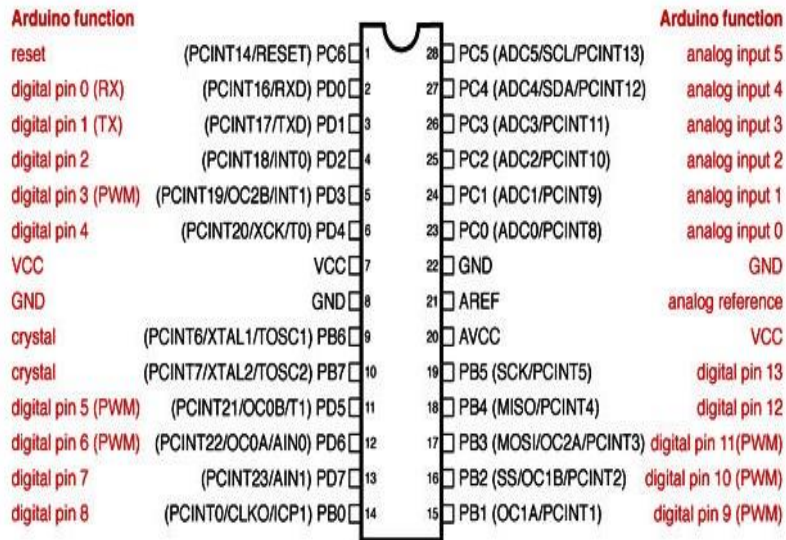 Arduino function Arduino function
reset (PCINT14/RESET) PC6 1 28 PC5 (ADC5/SCL/PCINT13) analog input 5
digital pin 0 (RX) (PCINT16/RXD) PD0 2 27 PC4 (ADC4/SDA/PCINT12) analog input 4
digital pin 1 (TX) (PCINT17/TXD) PD1 3 26 PC3 (ADC3/PCINT11) analog input 3
digital pin 2 (PCINT18/INT0) PD2 4 25 PC2 (ADC2/PCINT10) analog input 2
digital pin 3 (PWM) (PCINT19/OC2B/INT1) PD3 5 24 PC1 (ADC1/PCINT9) analog input 1
digital pin 4 (PCINT20/XCK/T0) PD4 6 23 PC0 (ADC0/PCINT8) analog input 0
VCC VCC 7 22 GND GND
GND GND 8 21 AREF analog reference
crystal (PCINT6/XTAL1/TOSC1) PB6 9 20 AVCC VCC
crystal (PCINT7/XTAL2/TOSC2) PB7 10 19 PB5 (SCK/PCINT5) digital pin 13
digital pin 5 (PWM) (PCINT21/OC0B/T1) PD5 11 18 PB4 (MISO/PCINT4) digital pin 12
digital pin 6 (PWM) (PCINT22/OC0A/AIN0) PD6 12 17 PB3 (MOSI/OC2A/PCINT3) digital pin 11(PWM)
digital pin 7 (PCINT23/AIN1) PD7 13 16 PB2 (SS/OC1B/PCINT2) digital pin 10 (PWM)
digital pin 8 (PCINT0/CLKO/ICP1) PB0 14 15 PB1 (OC1A/PCINT1) digital pin 9 (PWM)